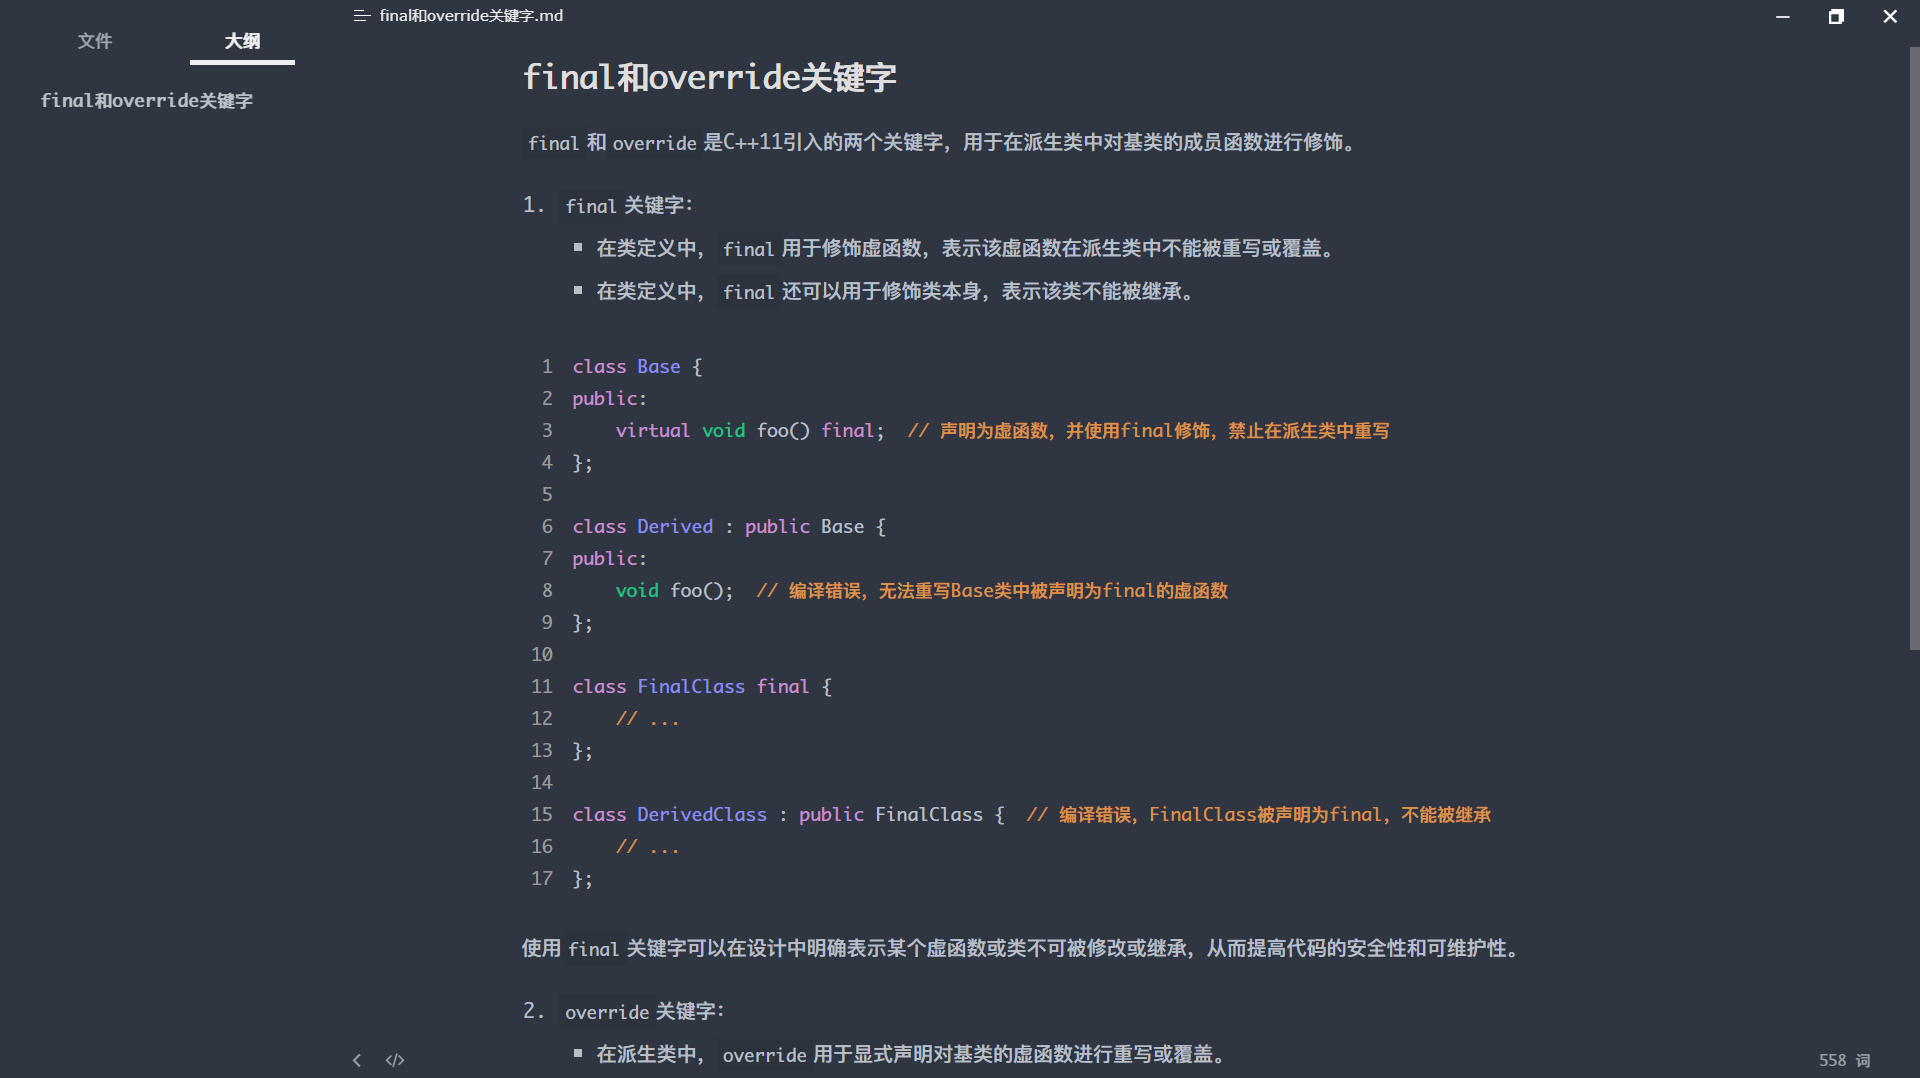 final和override关键字.md
文件
大纲
final和override关键字
final和override关键字
final 和 override 是C++11引入的两个关键字，用于在派生类中对基类的成员函数进行修饰。
1. final 关键字：
在类定义中， final 用于修饰虚函数，表示该虚函数在派生类中不能被重写或覆盖。
在类定义中， final 还可以用于修饰类本身，表示该类不能被继承。
1 class Base {
2 public:
3     virtual void foo() final;  // 声明为虚函数，并使用final修饰，禁止在派生类中重写
4 };
5
6 class Derived : public Base {
7 public:
8     void foo();  // 编译错误，无法重写Base类中被声明为final的虚函数
9 };
10
11 class FinalClass final {
12     // ...
13 };
14
15 class DerivedClass : public FinalClass {  // 编译错误，FinalClass被声明为final，不能被继承
16     // ...
17 };
使用 final 关键字可以在设计中明确表示某个虚函数或类不可被修改或继承，从而提高代码的安全性和可维护性。
2. override 关键字：
在派生类中， override 用于显式声明对基类的虚函数进行重写或覆盖。
558 词